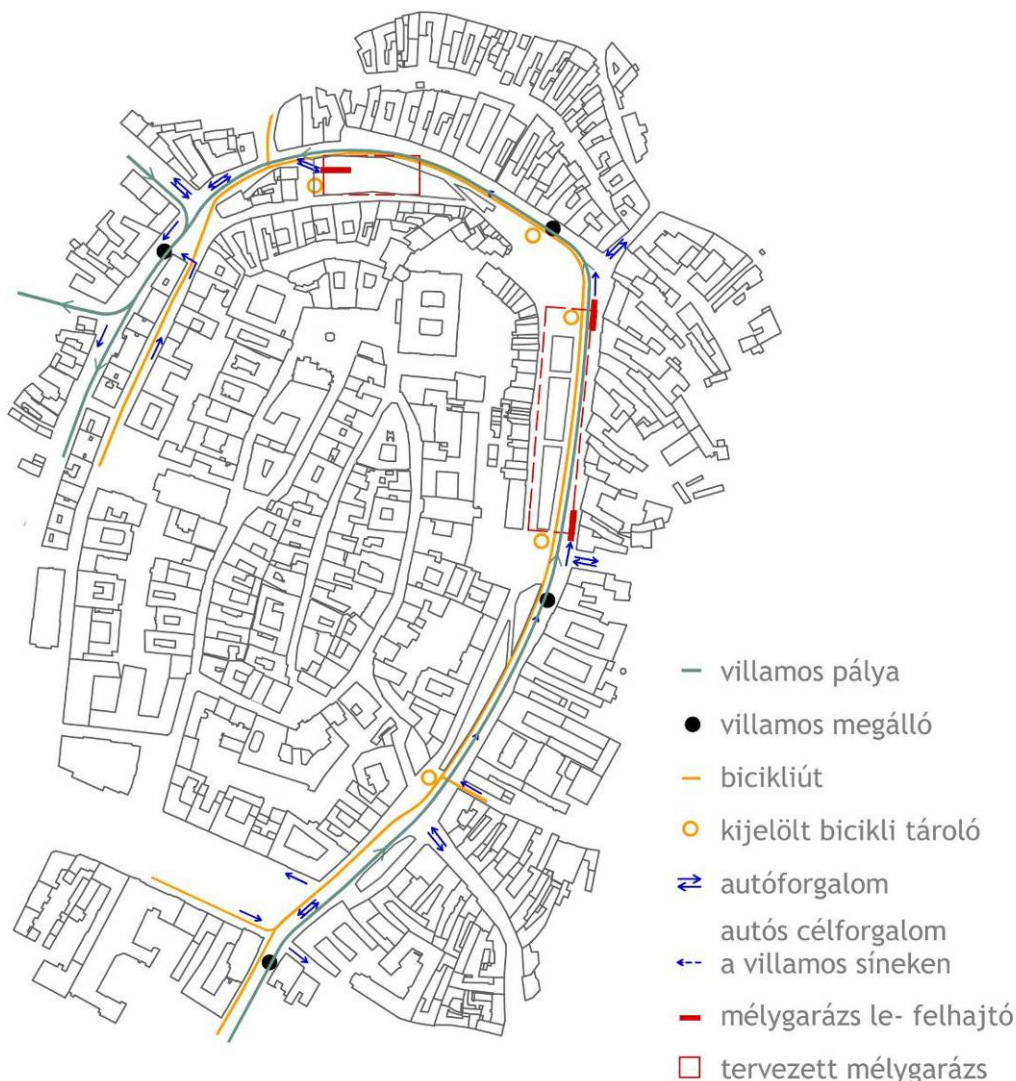 villamos pálya
villamos megálló
bicikliút
kijelölt bicikli tároló
autóforgalom
autós célforgalom
a villamos síneken
mélygarázs le- felhajtó
tervezett mélygarázs